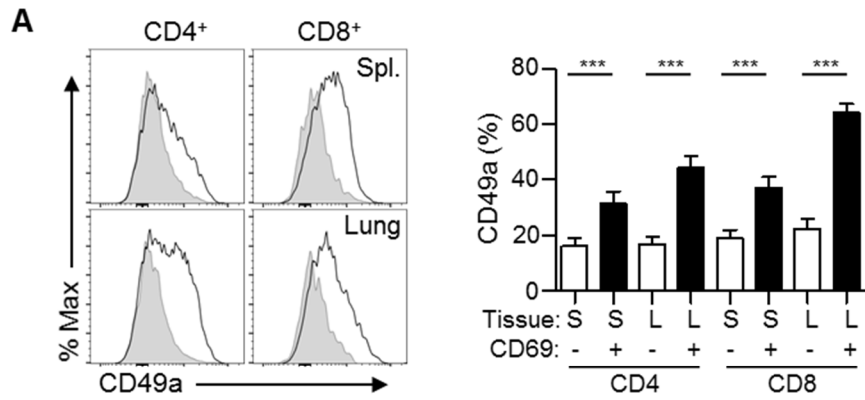 A
CD4+
CD8+
Spl.
Lung
% Max
CD49a
CD49a (%)
80
60
40
20
0
*** *** *** ***
Tissue: S S L L S S L L
CD69: - + - + - + - +
CD4 CD8